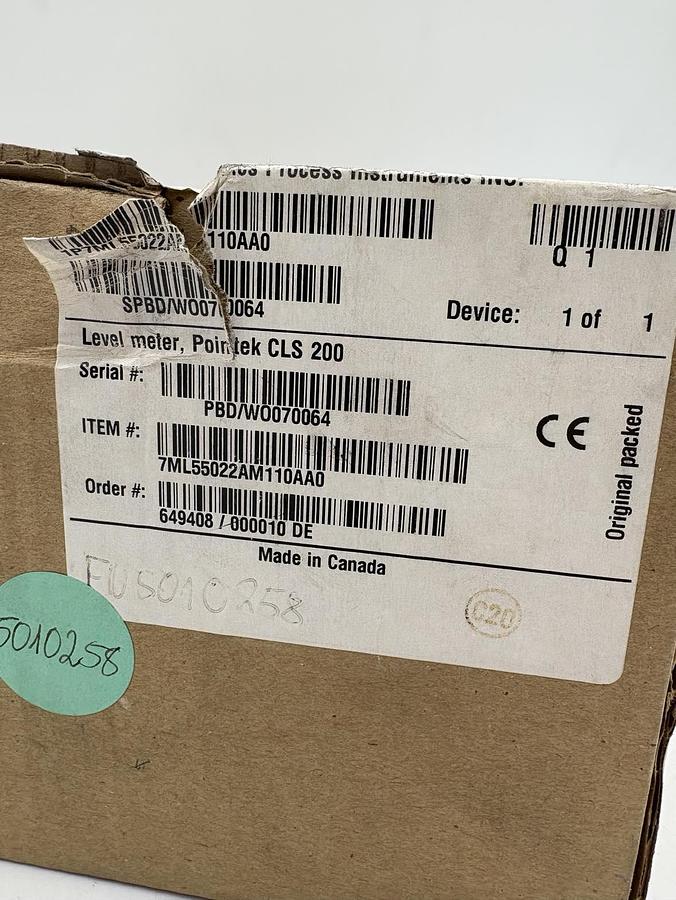 Process Instruments INC.
110AA0
Q 1
SPBD/WO070064
Device: 1 of 1
Level meter, Pointek CLS 200
Serial #:
PBD/WO070064
ITEM #:
7ML55022AM110AA0
Order #:
649408 / 000010 DE
Made in Canada
CE
Original packed
FU5010258
C20
5010258